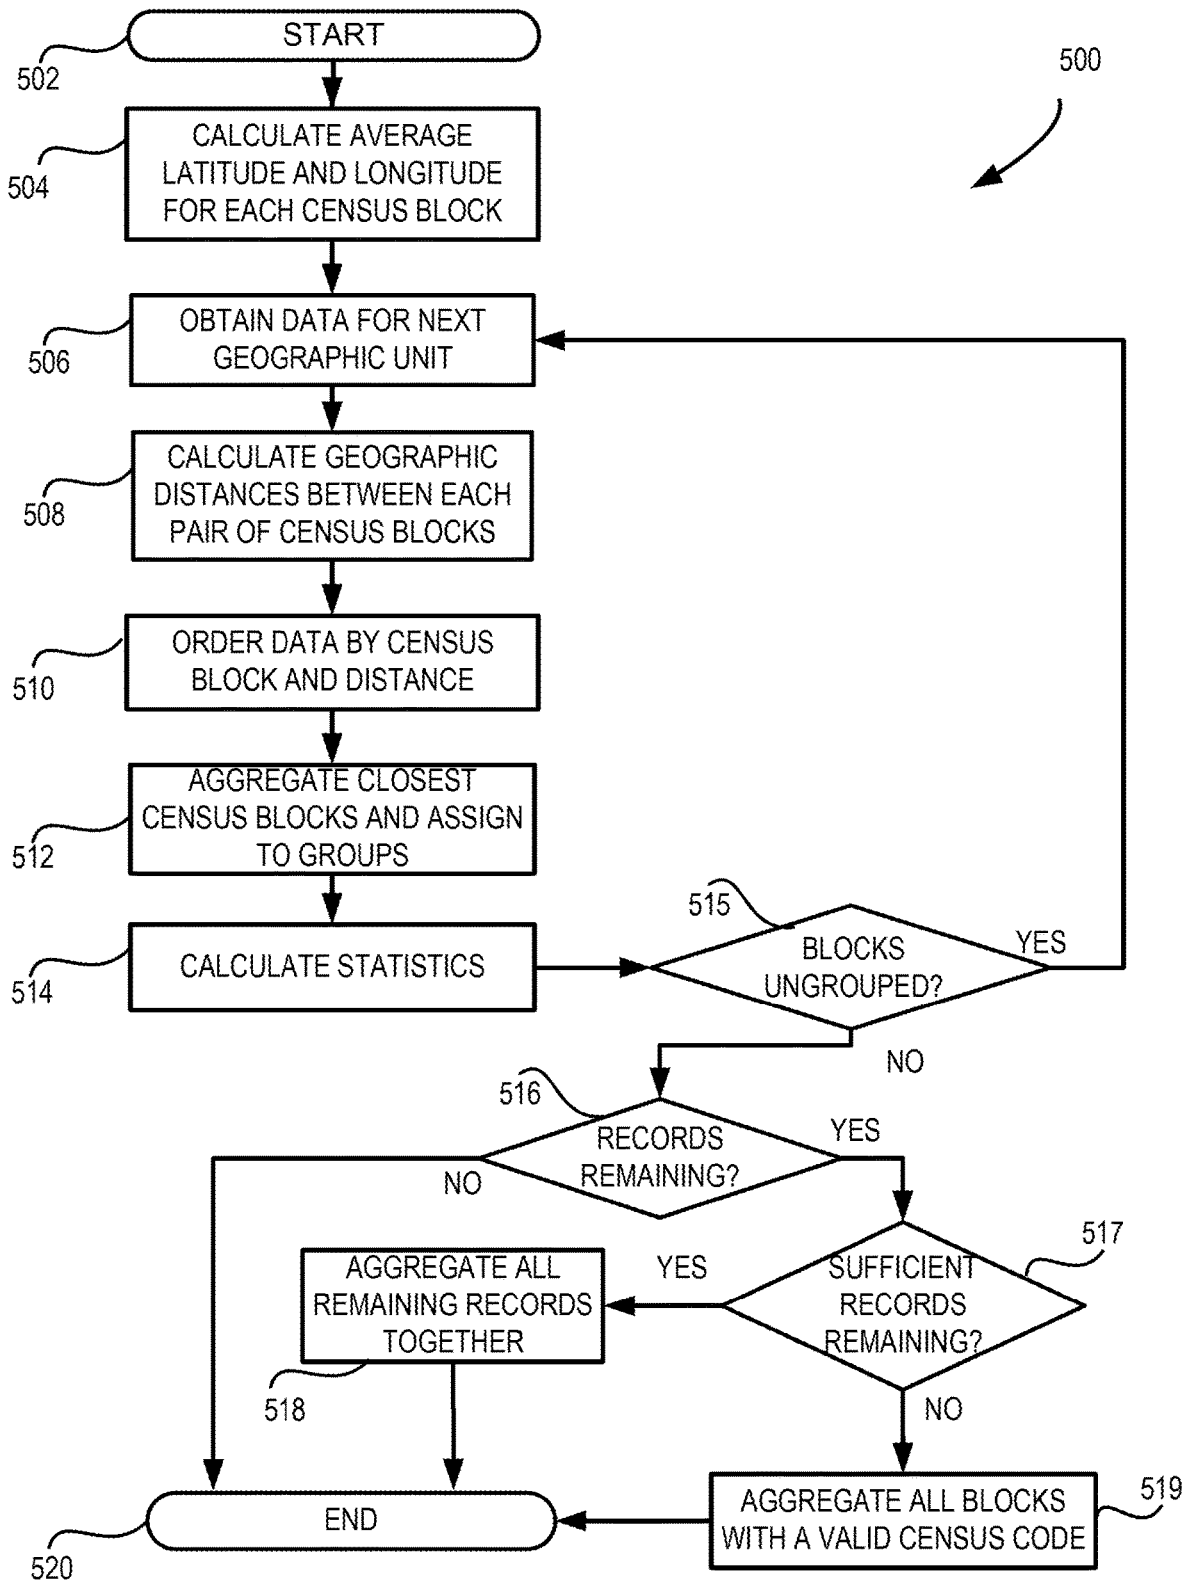 START
502
500
CALCULATE AVERAGE
LATITUDE AND LONGITUDE
FOR EACH CENSUS BLOCK
504
OBTAIN DATA FOR NEXT
GEOGRAPHIC UNIT
506
CALCULATE GEOGRAPHIC
DISTANCES BETWEEN EACH
PAIR OF CENSUS BLOCKS
508
ORDER DATA BY CENSUS
BLOCK AND DISTANCE
510
AGGREGATE CLOSEST
CENSUS BLOCKS AND ASSIGN
TO GROUPS
512
CALCULATE STATISTICS
514
515
BLOCKS
UNGROUPED?
YES
NO
516
RECORDS
REMAINING?
YES
NO
517
SUFFICIENT
RECORDS
REMAINING?
YES
NO
AGGREGATE ALL
REMAINING RECORDS
TOGETHER
518
AGGREGATE ALL BLOCKS
WITH A VALID CENSUS CODE
519
END
520